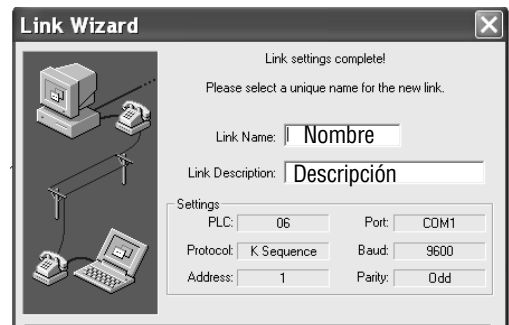 Link Wizard
Link settings complete!
Please select a unique name for the new link.
Link Name: Nombre
Link Description: Descripción
Settings
PLC: 06 Port: COM1
Protocol: K Sequence Baud: 9600
Address: 1 Parity: Odd